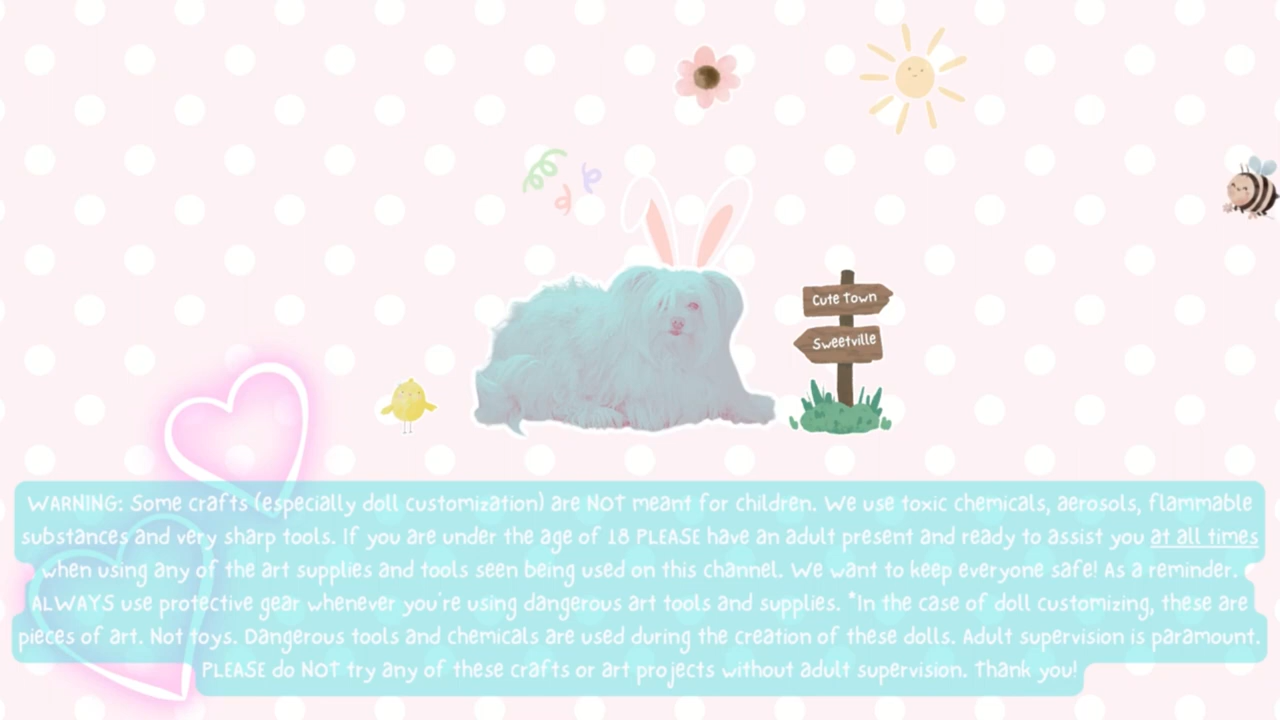 Cute Town
Sweetville
WARNING: Some crafts (especially doll customization) are NOT meant for children. We use toxic chemicals, aerosols, flammable
substances and very sharp tools. If you are under the age of 18 PLEASE have an adult present and ready to assist you at all times
when using any of the art supplies and tools seen being used on this channel. We want to keep everyone safe! As a reminder.
ALWAYS use protective gear whenever you're using dangerous art tools and supplies. *In the case of doll customizing, these are
pieces of art. Not toys. Dangerous tools and chemicals are used during the creation of these dolls. Adult supervision is paramount.
PLEASE do NOT try any of these crafts or art projects without adult supervision. Thank you!